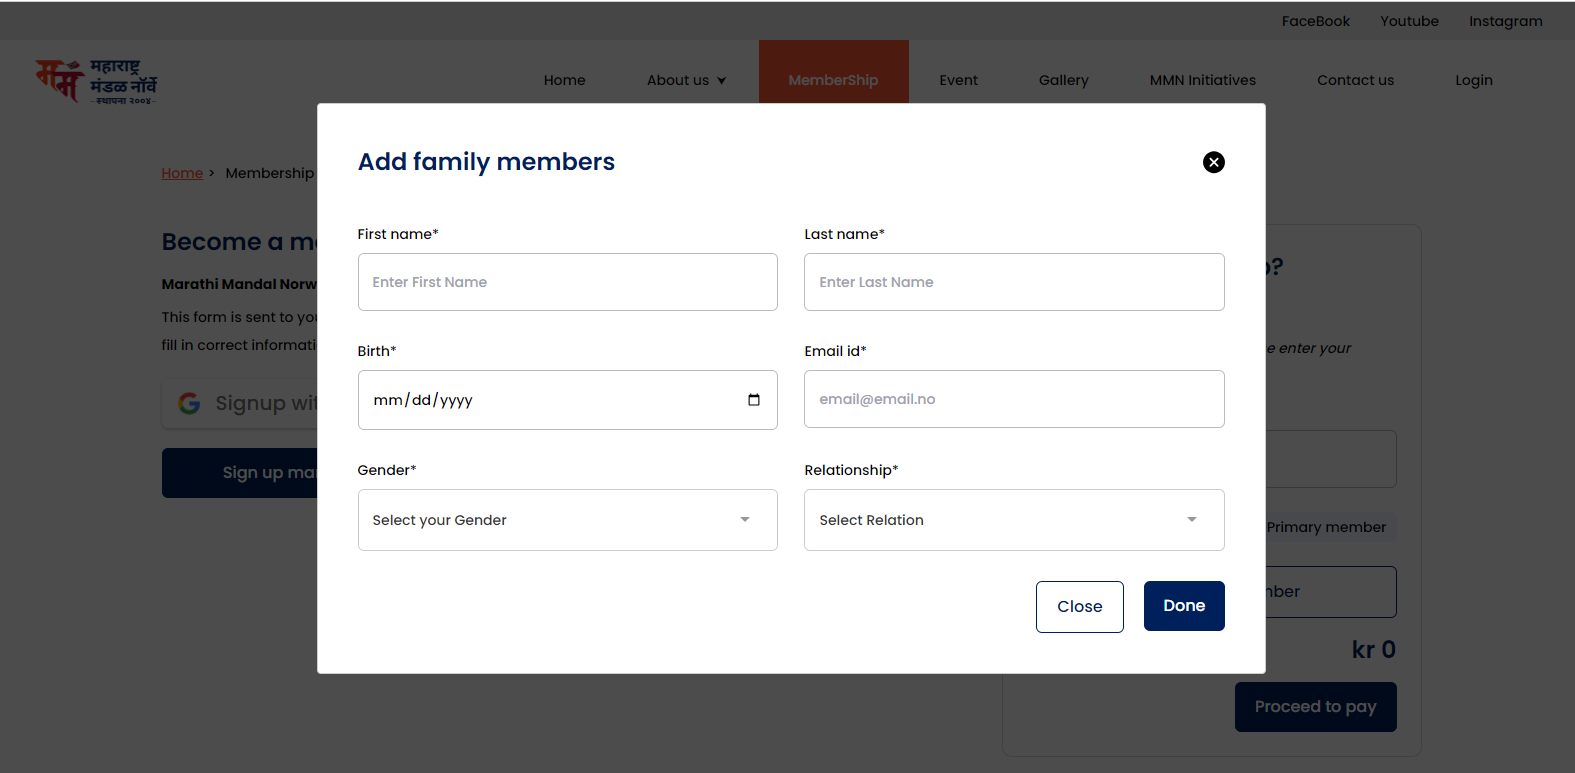 FaceBook Youtube Instagram
महाराष्ट्र
मंडळ नॉर्वे
स्थापना २००४
Home About us MemberShip Event Gallery MMN Initiatives Contact us Login
Home > Membership
Add family members
Become a m
Marathi Mandal Norw
This form is sent to you
fill in correct informati
Signup wit
Sign up ma
First name*
Enter First Name
Last name*
Enter Last Name
Birth*
mm/dd/yyyy
Email id*
email@email.no
Gender*
Select your Gender
Relationship*
Select Relation
Close Done
?
e enter your
Primary member
nber
kr 0
Proceed to pay